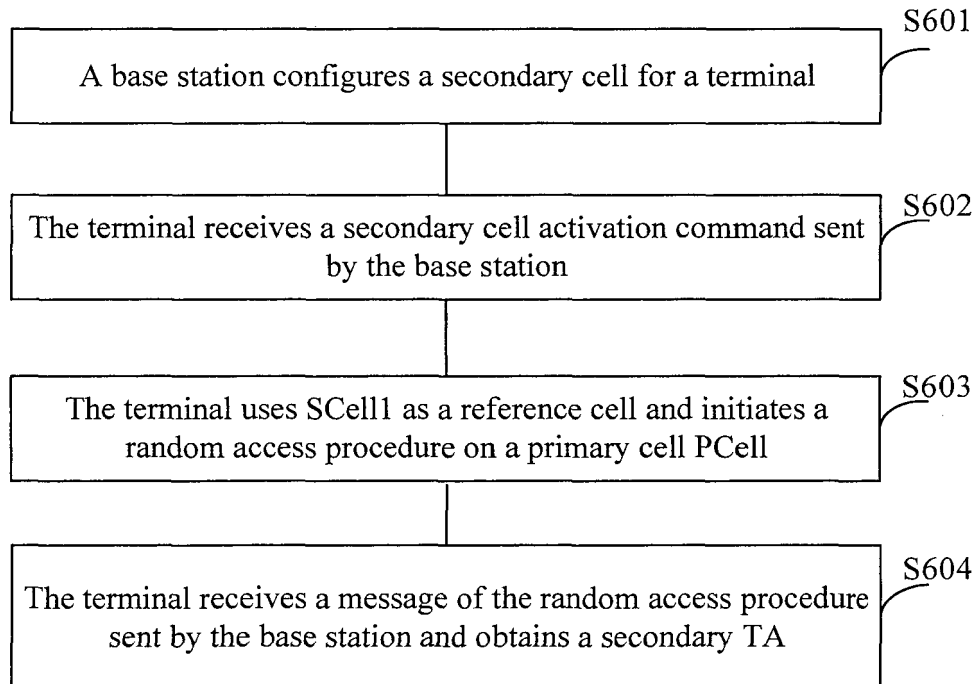 S601
A base station configures a secondary cell for a terminal
S602
The terminal receives a secondary cell activation command sent
by the base station
S603
The terminal uses SCell1 as a reference cell and initiates a
random access procedure on a primary cell PCell
S604
The terminal receives a message of the random access procedure
sent by the base station and obtains a secondary TA